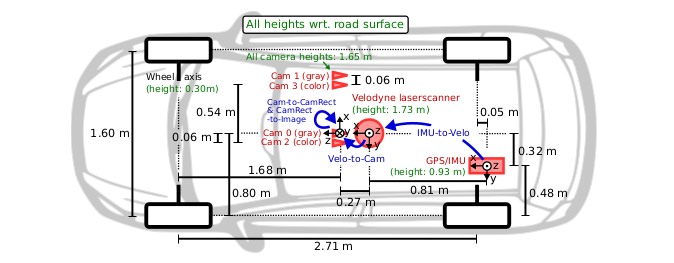 All heights wrt. road surface
All camera heights: 1.65 m
Wheel axis
(height: 0.30m)
Cam 1 (gray)
Cam 3 (color)
0.06 m
Velodyne laserscanner
(height: 1.73 m)
Cam-to-CamRect
& CamRect
-to-Image
0.54 m
0.05 m
x
x
z
y
z
y
IMU-to-Velo
1.60 m
0.06 m
Cam 0 (gray)
Cam 2 (color)
Velo-to-Cam
0.32 m
GPS/IMU
(height: 0.93 m)
x
z
y
1.68 m
0.80 m
0.81 m
0.48 m
0.27 m
2.71 m